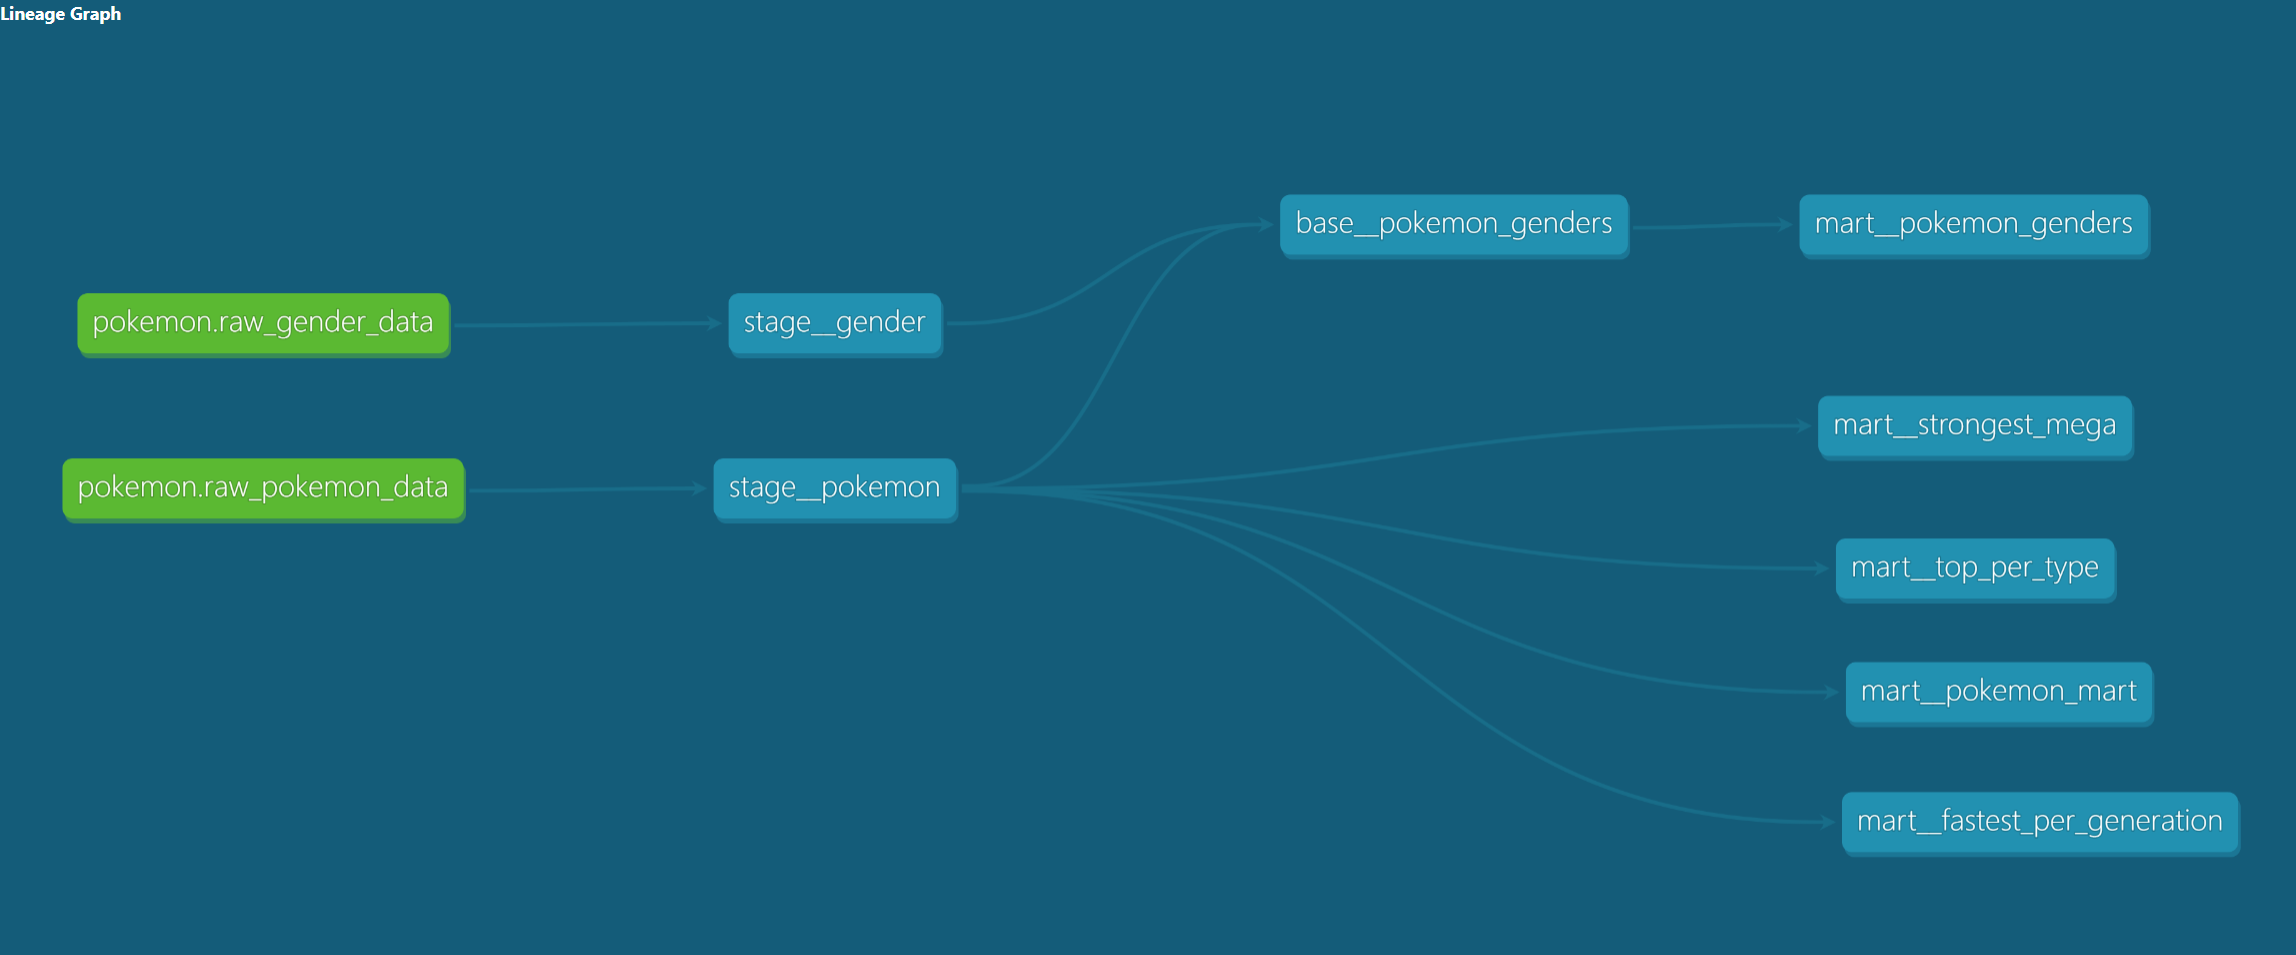 Lineage Graph
base__pokemon_genders
mart__pokemon_genders
pokemon.raw_gender_data
stage__gender
mart__strongest_mega
pokemon.raw_pokemon_data
stage__pokemon
mart__top_per_type
mart__pokemon_mart
mart__fastest_per_generation